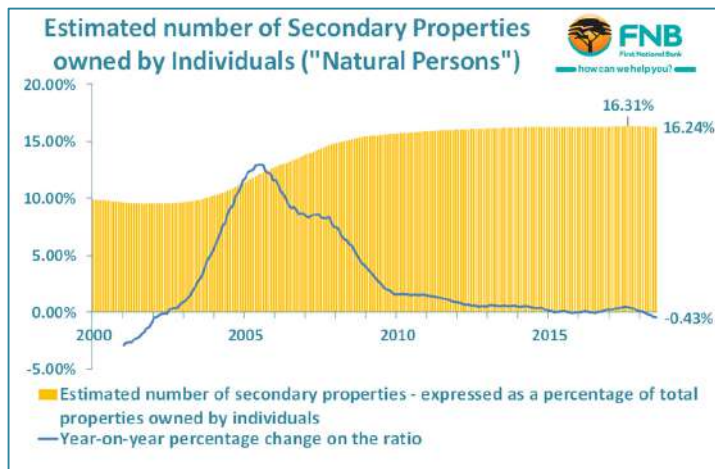 Estimated number of Secondary Properties
owned by Individuals ("Natural Persons")
FNB
First National Bank
how can we help you?
20.00%
15.00%
10.00%
5.00%
0.00%
-5.00%
16.31%
16.24%
-0.43%
2000
2005
2010
2015
Estimated number of secondary properties - expressed as a percentage of total
properties owned by individuals
Year-on-year percentage change on the ratio